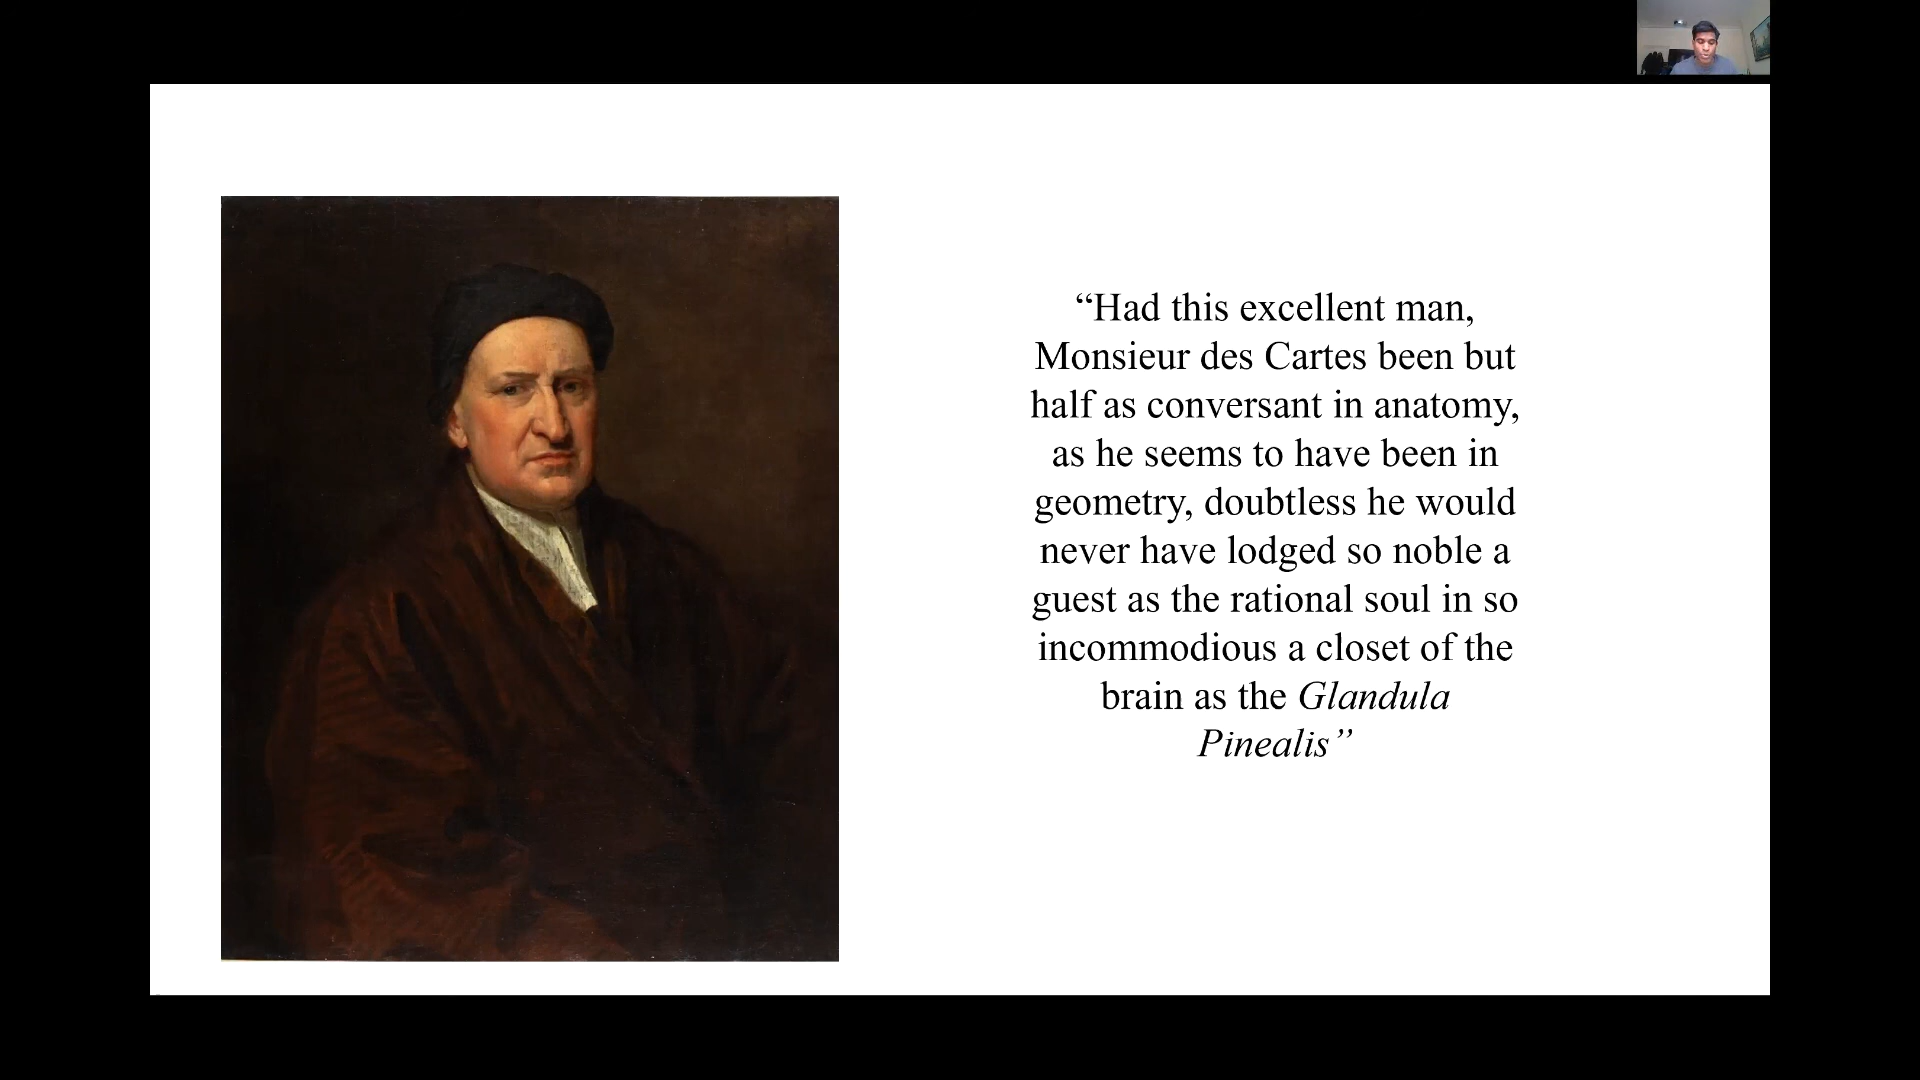 “Had this excellent man,
Monsieur des Cartes been but
half as conversant in anatomy,
as he seems to have been in
geometry, doubtless he would
never have lodged so noble a
guest as the rational soul in so
incommodious a closet of the
brain as the Glandula
Pinealis”